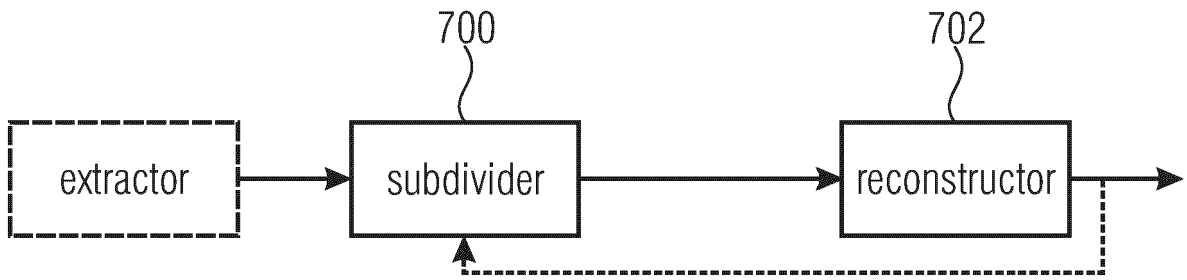 700
702
extractor
subdivider
reconstructor